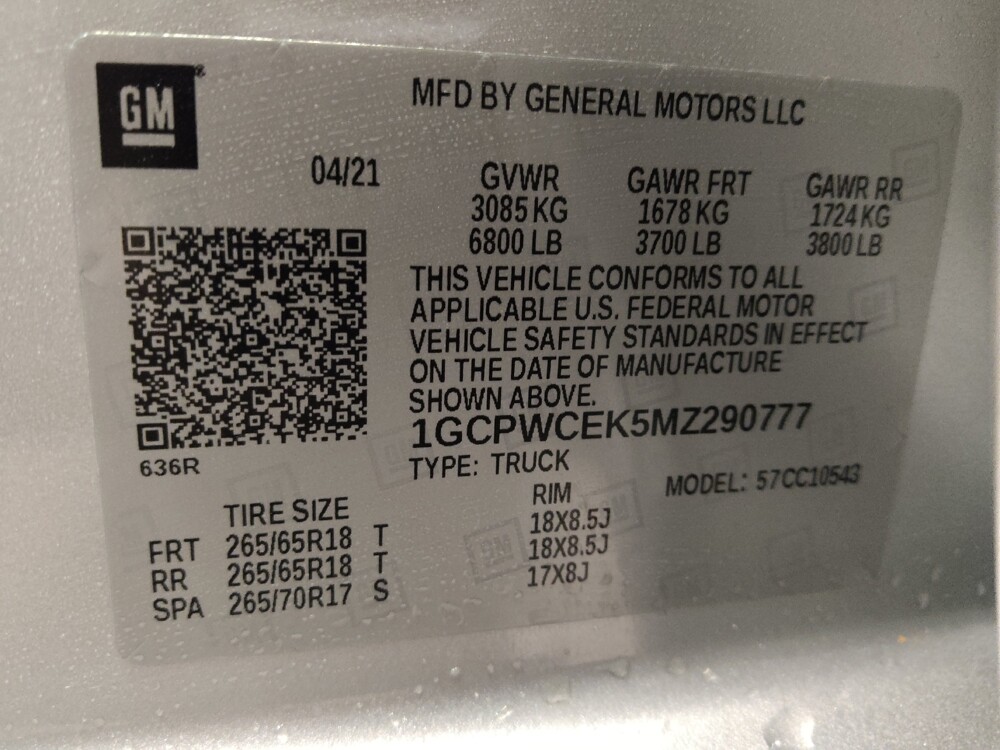 GM
MFD BY GENERAL MOTORS LLC
04/21 GVWR GAWR FRT GAWR RR
3085 KG 1678 KG 1724 KG
6800 LB 3700 LB 3800 LB
THIS VEHICLE CONFORMS TO ALL
APPLICABLE U.S. FEDERAL MOTOR
VEHICLE SAFETY STANDARDS IN EFFECT
ON THE DATE OF MANUFACTURE
SHOWN ABOVE.
1GCPWCEK5MZ290777
636R
TYPE: TRUCK MODEL: 57CC10543
TIRE SIZE RIM
FRT 265/65R18 T 18X8.5J
RR 265/65R18 T 18X8.5J
SPA 265/70R17 S 17X8J